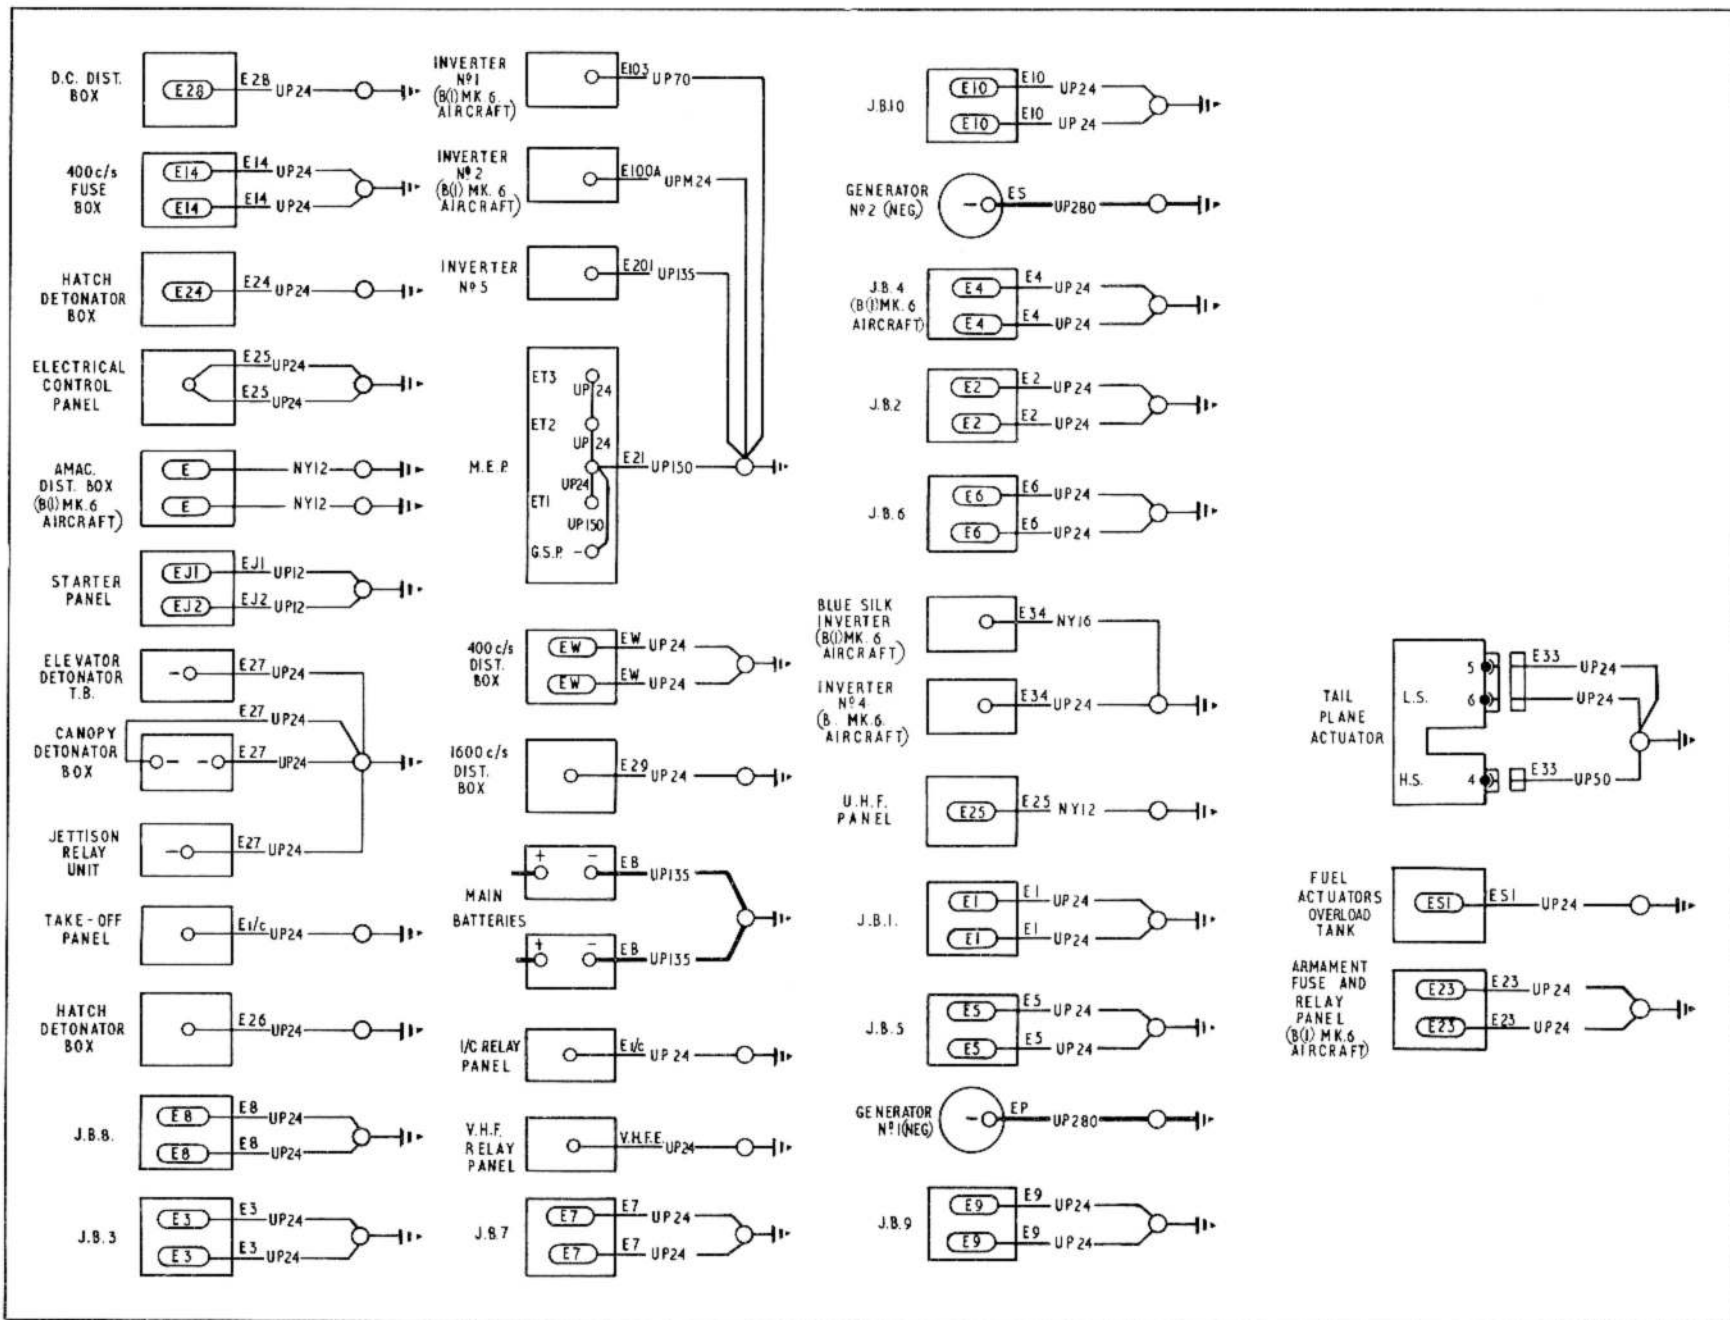 D.C. DIST.
BOX
E28
E28
UP24
400 c/s
FUSE
BOX
E14
E14
UP24
E14
E14
UP24
HATCH
DETONATOR
BOX
E24
E24
UP24
ELECTRICAL
CONTROL
PANEL
E25
UP24
E25
UP24
AMAC.
DIST. BOX
(B(I) MK.6
AIRCRAFT)
E
NY12
E
NY12
STARTER
PANEL
EJ1
EJ1
UP12
EJ2
EJ2
UP12
ELEVATOR
DETONATOR
T.B.
-
E27
UP24
E27
UP24
CANOPY
DETONATOR
BOX
- -
E27
UP24
JETTISON
RELAY
UNIT
-
E27
UP24
TAKE-OFF
PANEL
E1/c
UP24
HATCH
DETONATOR
BOX
E26
UP24
J.B.8.
E8
E8
UP24
E8
E8
UP24
J.B.3
E3
E3
UP24
E3
E3
UP24
INVERTER
Nº1
(B(I) MK.6.
AIRCRAFT)
E103
UP70
INVERTER
Nº2
(B(I) MK.6
AIRCRAFT)
E100A
UPM24
INVERTER
Nº5
E201
UP135
M.E.P.
ET3
UP24
ET2
UP24
E21
UP150
UP24
ET1
UP150
G.S.P. -
400 c/s
DIST.
BOX
EW
EW
UP24
EW
EW
UP24
1600 c/s
DIST.
BOX
E29
UP24
MAIN
BATTERIES
+ -
EB
UP135
+ -
EB
UP135
I/C RELAY
PANEL
E1/c
UP24
V.H.F.
RELAY
PANEL
V.H.F.E.
UP24
J.B.7
E7
E7
UP24
E7
E7
UP24
J.B.10
E10
E10
UP24
E10
E10
UP24
GENERATOR
Nº2 (NEG)
-
ES
UP280
J.B.4
(B(I) MK.6
AIRCRAFT)
E4
E4
UP24
E4
E4
UP24
J.B.2
E2
E2
UP24
E2
E2
UP24
J.B.6
E6
E6
UP24
E6
E6
UP24
BLUE SILK
INVERTER
(B(I) MK.6
AIRCRAFT)
E34
NY16
INVERTER
Nº4
(B. MK.6.
AIRCRAFT)
E34
UP24
U.H.F.
PANEL
E25
E25
NY12
J.B.1.
E1
E1
UP24
E1
E1
UP24
J.B.5
E5
E5
UP24
E5
E5
UP24
GENERATOR
Nº1(NEG)
-
EP
UP280
J.B.9
E9
E9
UP24
E9
E9
UP24
TAIL
PLANE
ACTUATOR
L.S.
5
E33
UP24
6
UP24
H.S.
4
E33
UP50
FUEL
ACTUATORS
OVERLOAD
TANK
ES1
ES1
UP24
ARMAMENT
FUSE AND
RELAY
PANEL
(B(I) MK.6
AIRCRAFT)
E23
E23
UP24
E23
E23
UP24